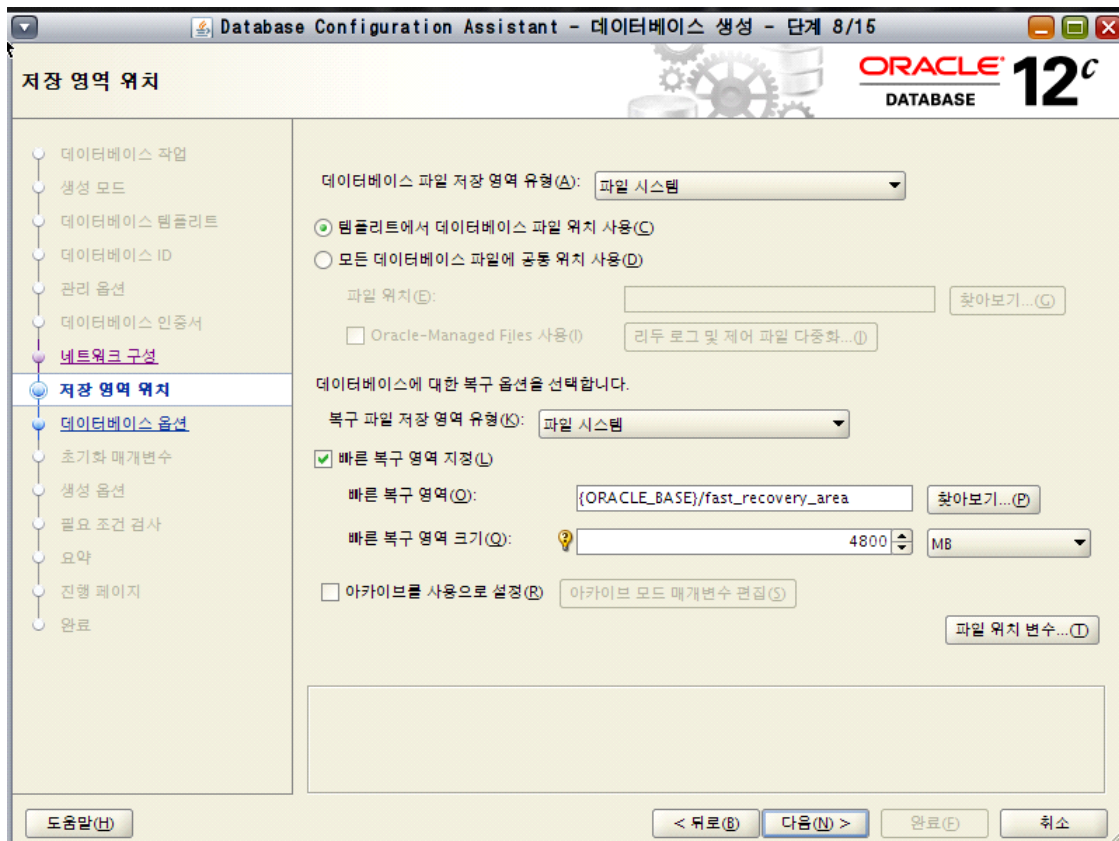 Database Configuration Assistant - 데이터베이스 생성 - 단계 8/15
저장 영역 위치
ORACLE DATABASE 12c
데이터베이스 작업
생성 모드
데이터베이스 템플리트
데이터베이스 ID
관리 옵션
데이터베이스 인증서
네트워크 구성
저장 영역 위치
데이터베이스 옵션
초기화 매개변수
생성 옵션
필요 조건 검사
요약
진행 페이지
완료
데이터베이스 파일 저장 영역 유형(A): 파일 시스템
템플리트에서 데이터베이스 파일 위치 사용(C)
모든 데이터베이스 파일에 공통 위치 사용(D)
파일 위치(E): 찾아보기...(G)
Oracle-Managed Files 사용(I) 리두 로그 및 제어 파일 다중화...(J)
데이터베이스에 대한 복구 옵션을 선택합니다.
복구 파일 저장 영역 유형(K): 파일 시스템
빠른 복구 영역 지정(L)
빠른 복구 영역(O): {ORACLE_BASE}/fast_recovery_area 찾아보기...(P)
빠른 복구 영역 크기(Q): 4800 MB
아카이브를 사용으로 설정(R) 아카이브 모드 매개변수 편집(S)
파일 위치 변수...(T)
도움말(H) < 뒤로(B) 다음(N) > 완료(F) 취소